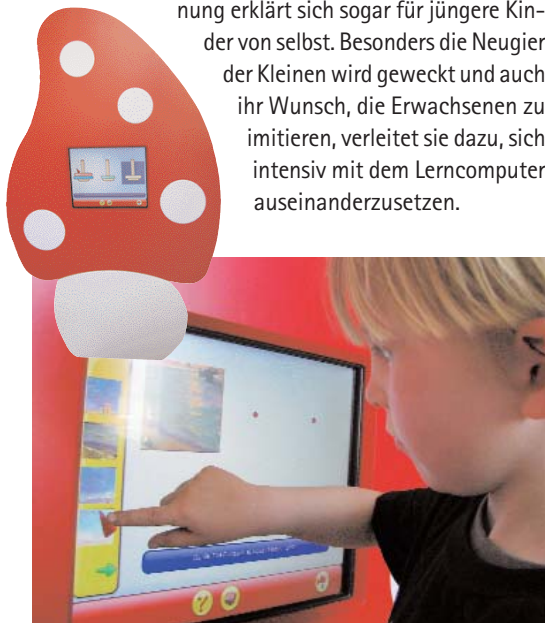 nung erklärt sich sogar für jüngere Kin-
der von selbst. Besonders die Neugier
der Kleinen wird geweckt und auch
ihr Wunsch, die Erwachsenen zu
imitieren, verleitet sie dazu, sich
intensiv mit dem Lerncomputer
auseinanderzusetzen.
?